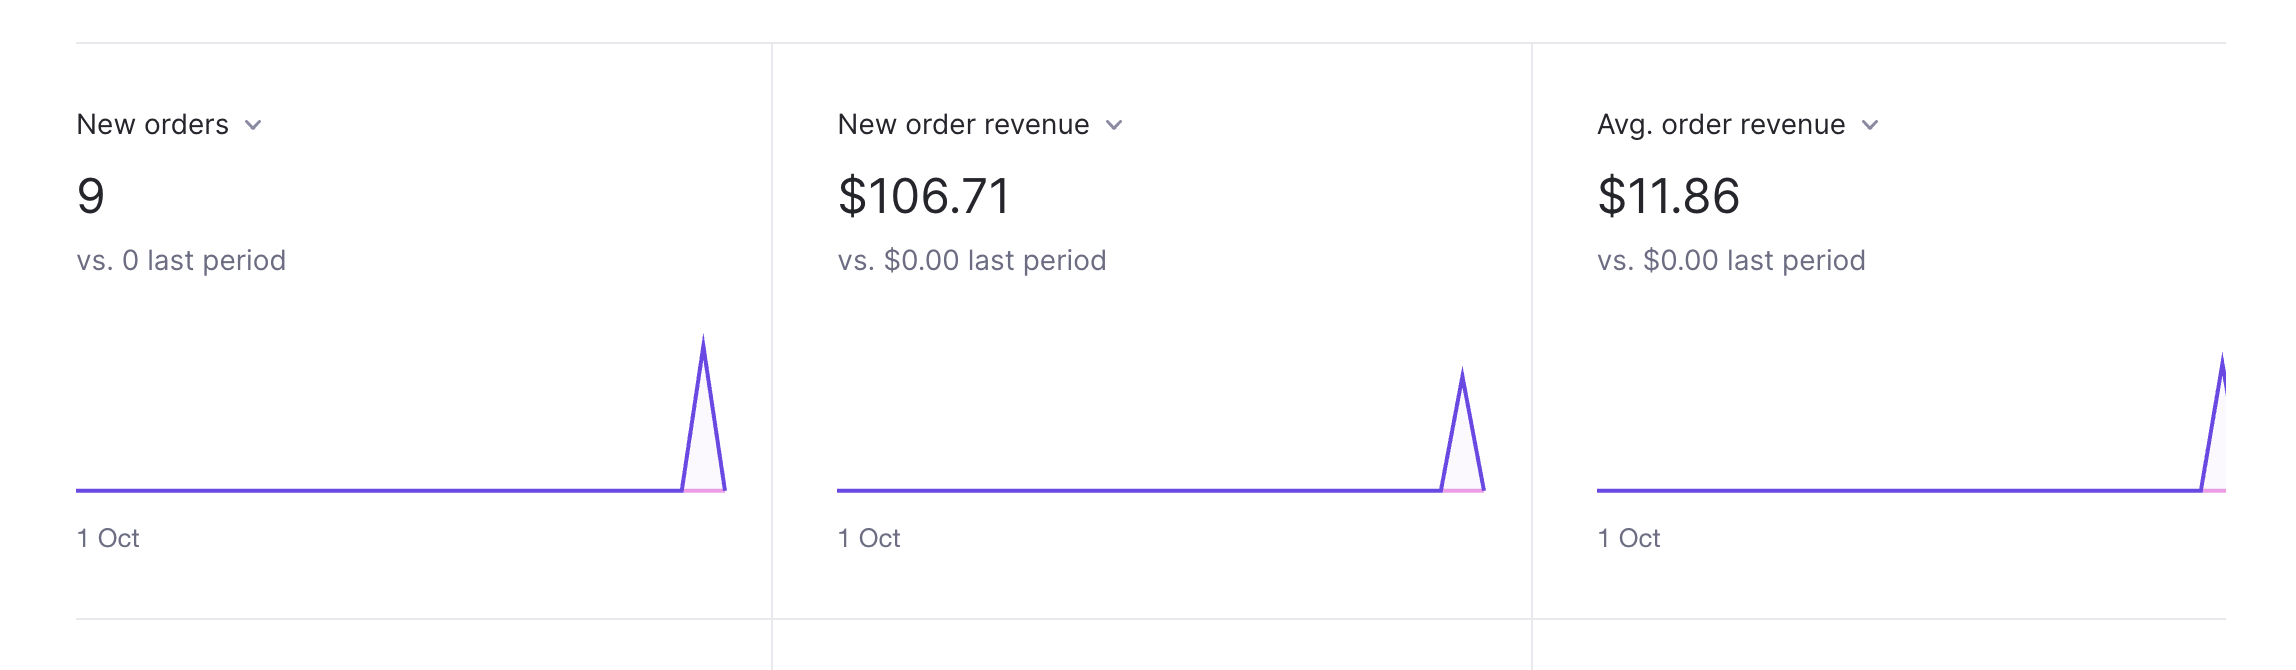 New orders
9
vs. 0 last period
1 Oct
New order revenue
$106.71
vs. $0.00 last period
1 Oct
Avg. order revenue
$11.86
vs. $0.00 last period
1 Oct